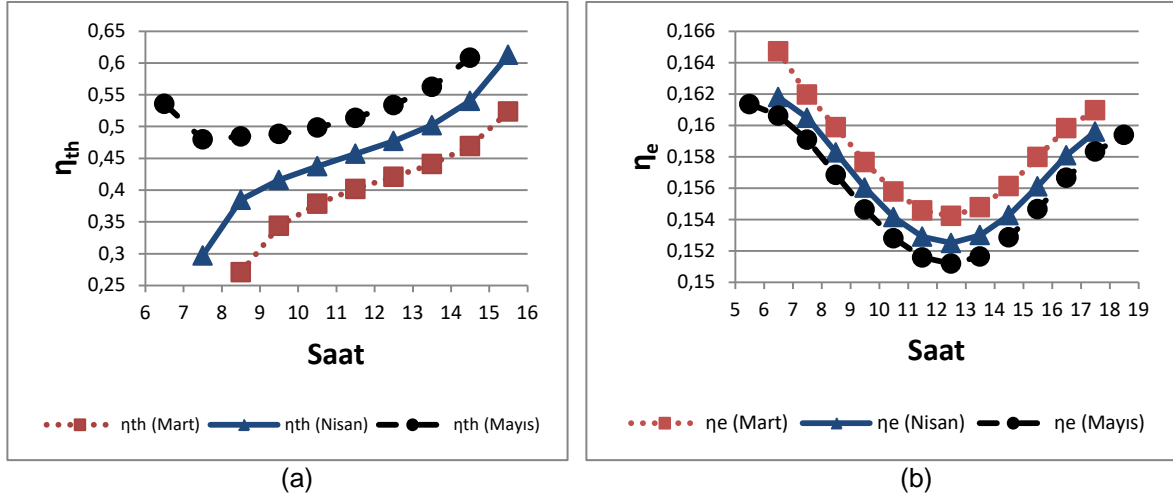 0,65
0,6
0,55
0,5
0,45
0,4
0,35
0,3
0,25
ηth
6 7 8 9 10 11 12 13 14 15 16
Saat
ηth (Mart) ηth (Nisan) ηth (Mayıs)
(a)
0,166
0,164
0,162
0,16
0,158
0,156
0,154
0,152
0,15
ηe
5 6 7 8 9 10 11 12 13 14 15 16 17 18 19
Saat
ηe (Mart) ηe (Nisan) ηe (Mayıs)
(b)